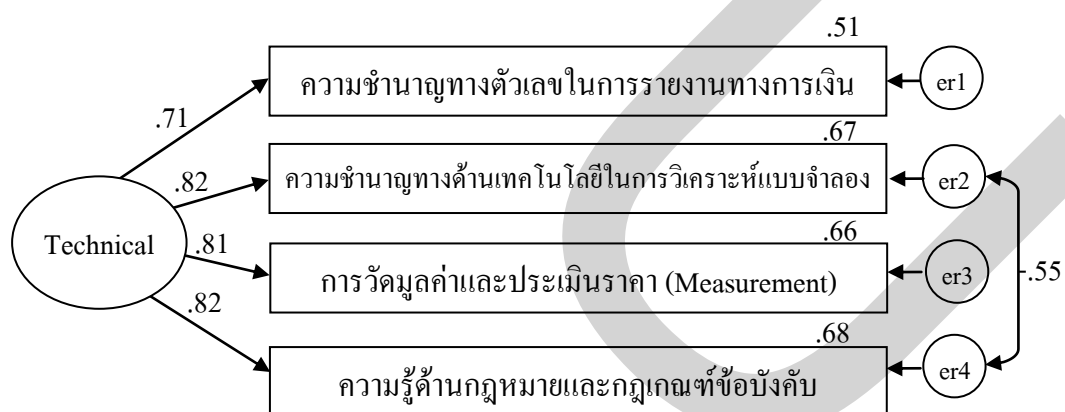 .51
ความชำนาญทางตัวเลขในการรายงานทางการเงิน
er1
.71
.67
.82
ความชำนาญทางด้านเทคโนโลยีในการวิเคราะห์แบบจำลอง
er2
Technical
.81
.66
การวัดมูลค่าและประเมินราคา (Measurement)
er3
-.55
.82
.68
ความรู้ด้านกฎหมายและกฎเกณฑ์ข้อบังคับ
er4